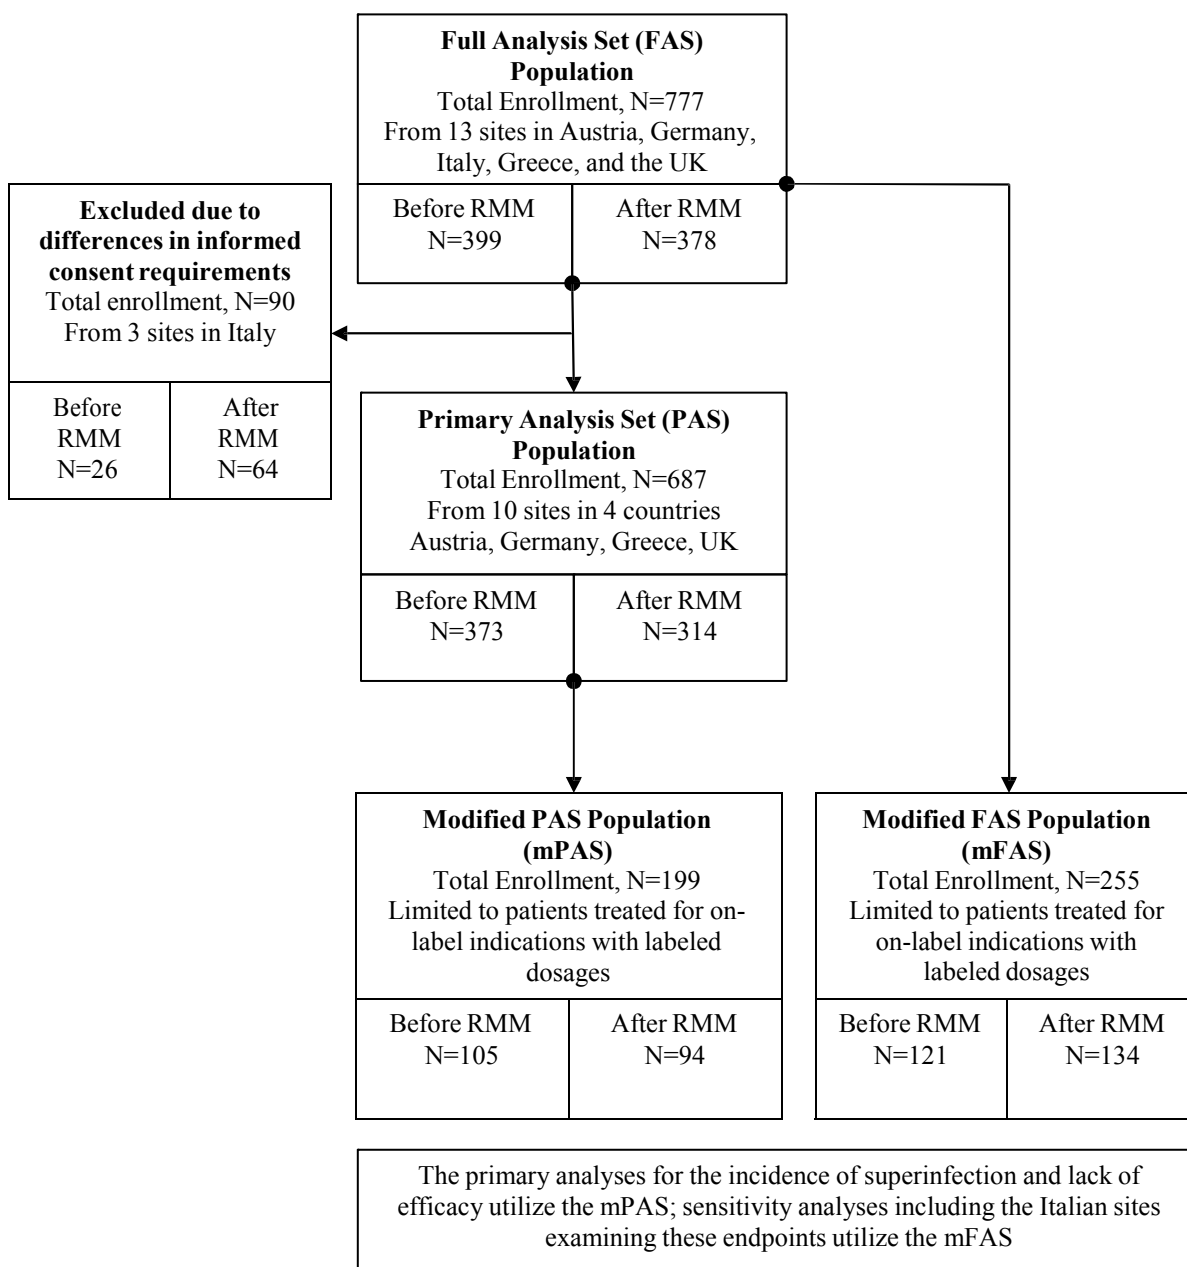 Full Analysis Set (FAS)
Population
Total Enrollment, N=777
From 13 sites in Austria, Germany,
Italy, Greece, and the UK
Before RMM
N=399
After RMM
N=378
Excluded due to
differences in informed
consent requirements
Total enrollment, N=90
From 3 sites in Italy
Before
RMM
N=26
After
RMM
N=64
Primary Analysis Set (PAS)
Population
Total Enrollment, N=687
From 10 sites in 4 countries
Austria, Germany, Greece, UK
Before RMM
N=373
After RMM
N=314
Modified PAS Population
(mPAS)
Total Enrollment, N=199
Limited to patients treated for on-
label indications with labeled
dosages
Before RMM
N=105
After RMM
N=94
Modified FAS Population
(mFAS)
Total Enrollment, N=255
Limited to patients treated for
on-label indications with
labeled dosages
Before RMM
N=121
After RMM
N=134
The primary analyses for the incidence of superinfection and lack of
efficacy utilize the mPAS; sensitivity analyses including the Italian sites
examining these endpoints utilize the mFAS